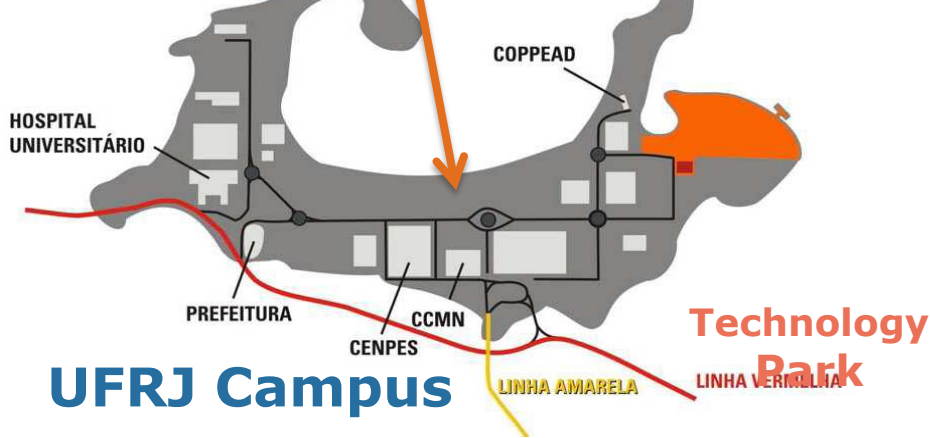 COPPEAD
HOSPITAL
UNIVERSITÁRIO
PREFEITURA
CCMN
CENPES
Technology
Park
UFRJ Campus
LINHA AMARELA
LINHA VERMELHA